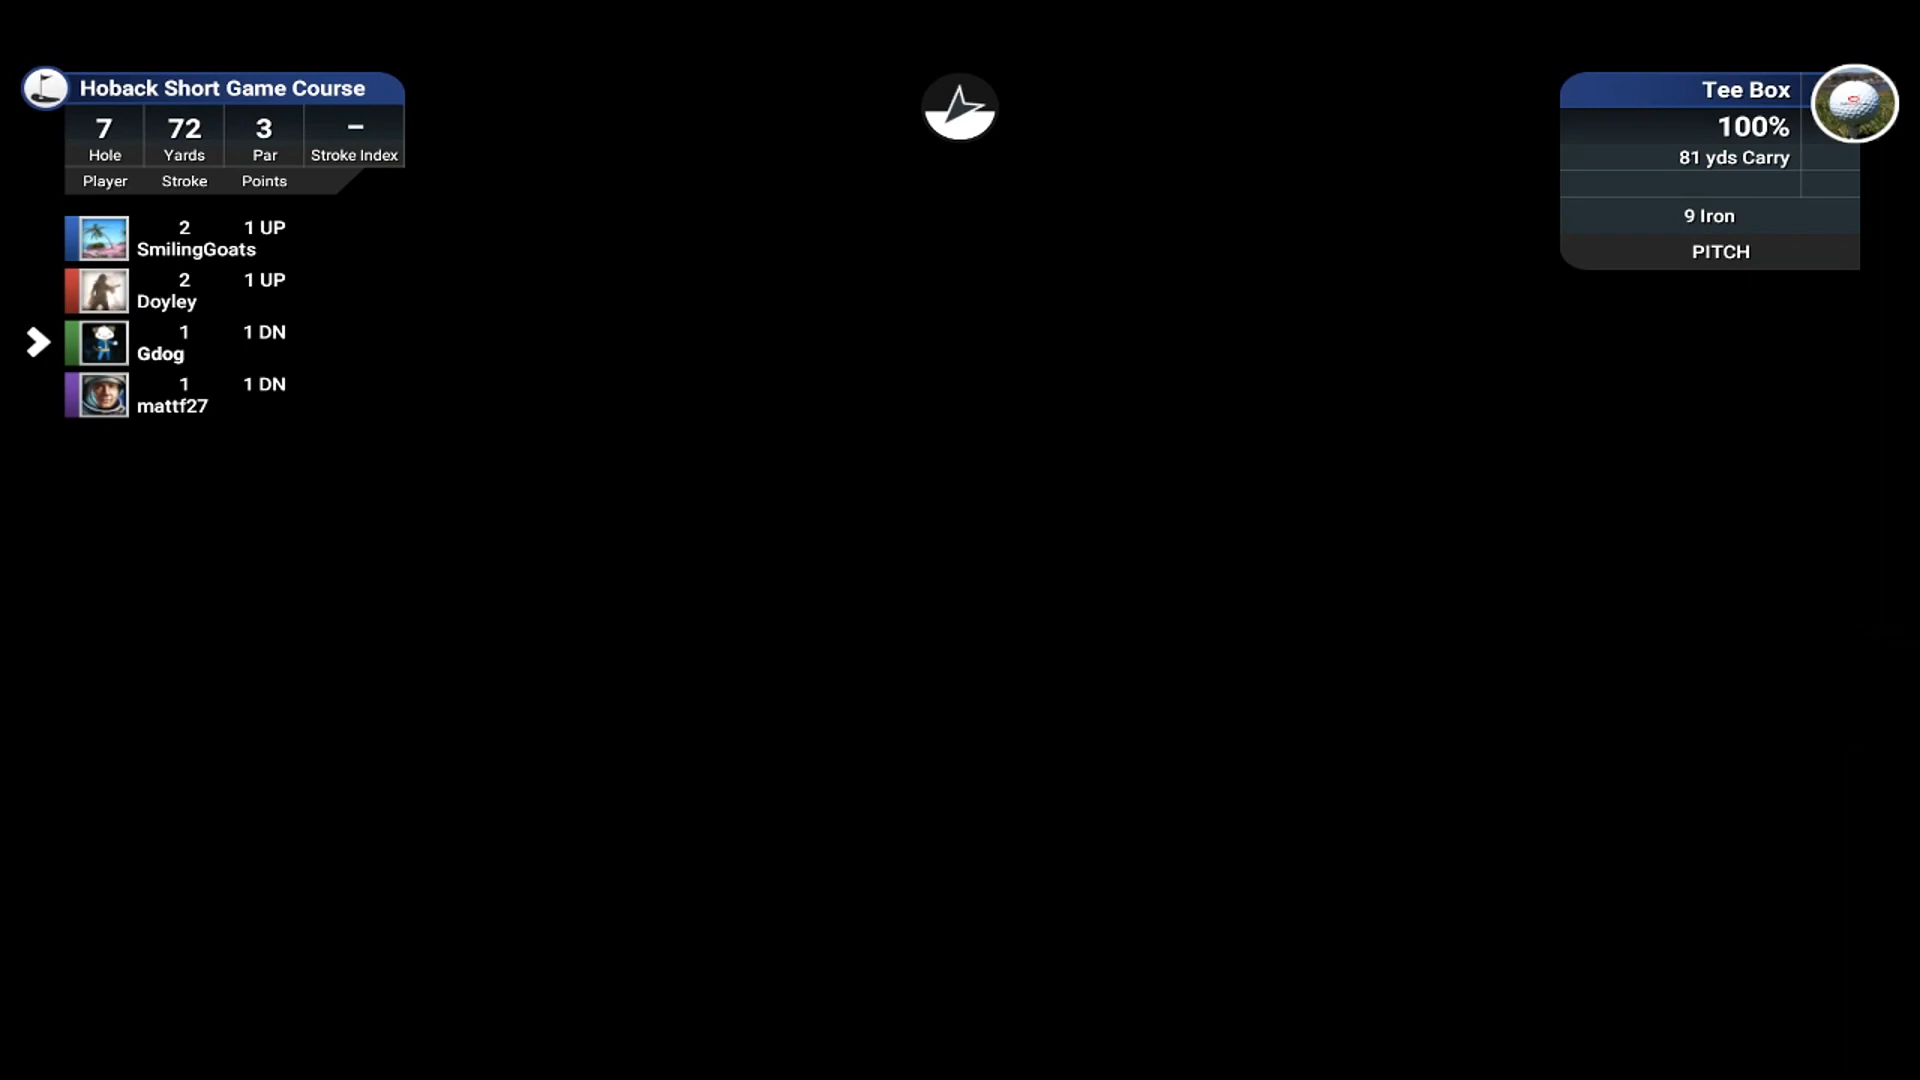 Hoback Short Game Course
7 72 3 –
Hole Yards Par Stroke Index
Player Stroke Points
2 1 UP
SmilingGoats
2 1 UP
Doyley
1 1 DN
Gdog
1 1 DN
mattf27
Tee Box
100%
81 yds Carry
9 Iron
PITCH